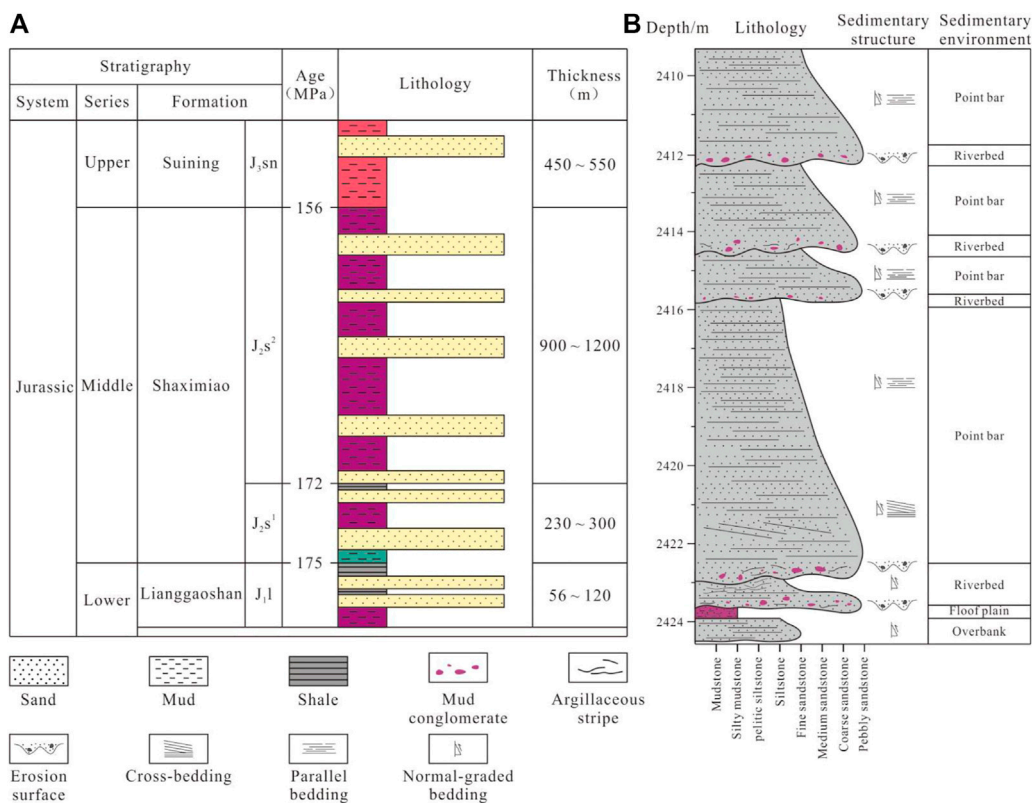 A
Stratigraphy
Age
(MPa)
Lithology
Thickness
(m)
System
Series
Formation
Jurassic
Upper
Suining
J₃sn
450 ~ 550
156
Middle
Shaximiao
J₂s²
900 ~ 1200
172
J₂s¹
230 ~ 300
175
Lower
Lianggaoshan
J₁l
56 ~ 120
Sand
Mud
Shale
Mud
conglomerate
Argillaceous
stripe
Erosion
surface
Cross-bedding
Parallel
bedding
Normal-graded
bedding
B
Depth/m
Lithology
Sedimentary
structure
Sedimentary
environment
2410
2412
2414
2416
2418
2420
2422
2424
Point bar
Riverbed
Point bar
Riverbed
Point bar
Riverbed
Point bar
Riverbed
Floof plain
Overbank
Mudstone
Silty mudstone
pelitic siltstone
Siltstone
Fine sandstone
Medium sandstone
Coarse sandstone
Pebbly sandstone